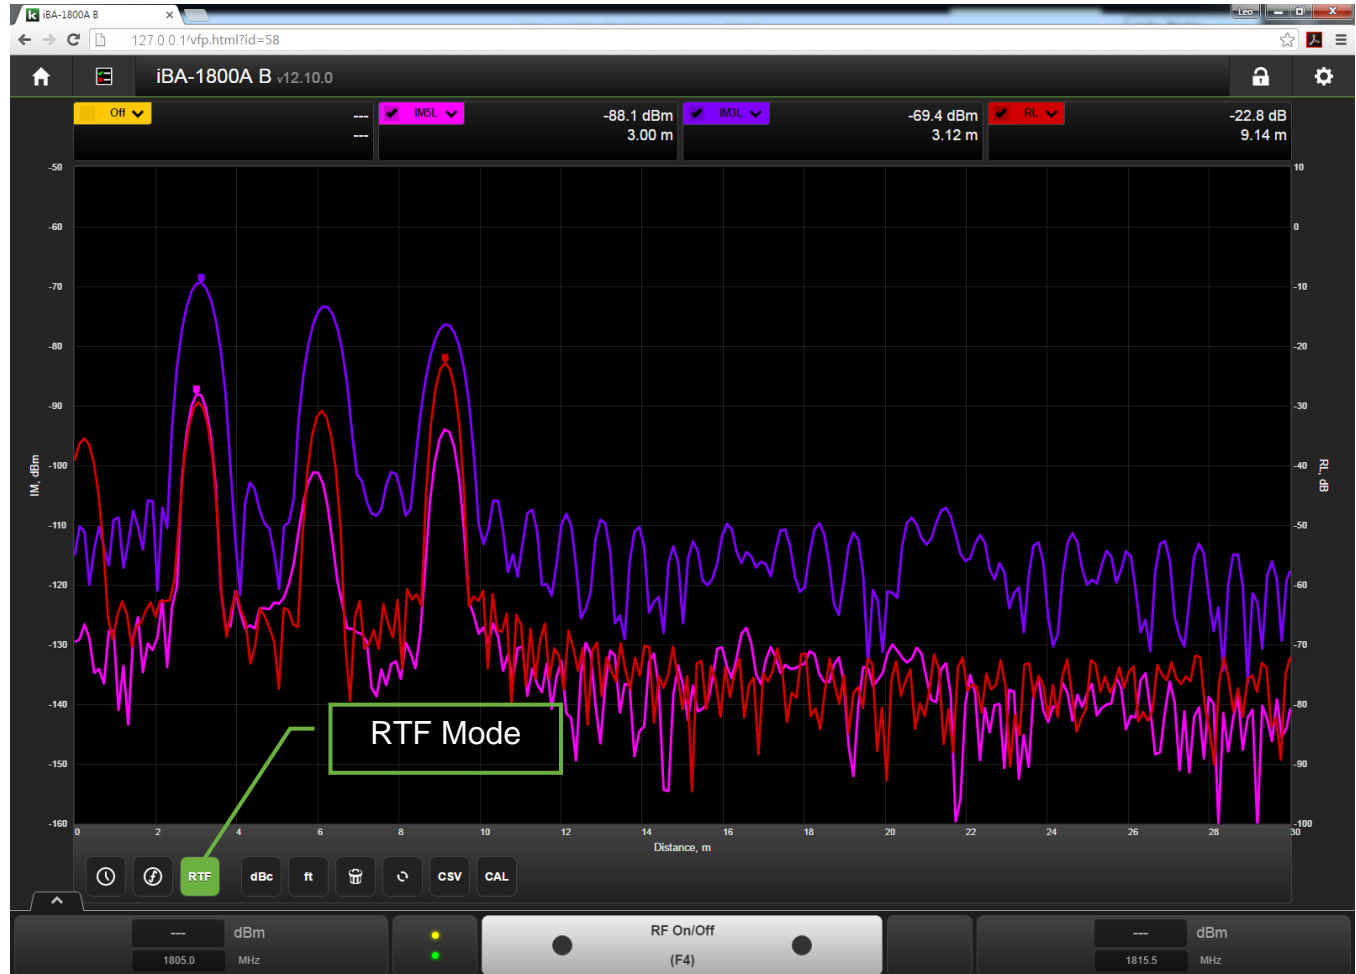 k iBA-1800A B ×
Leo
127.0.0.1/vfp.html?id=58
iBA-1800A B v12.10.0
Off --- IM5L -88.1 dBm IM3L -69.4 dBm RL -22.8 dB
--- 3.00 m 3.12 m 9.14 m
-50 10
-60 0
-70 -10
-80 -20
-90 -30
-100 -40
IM, dBm RL, dB
-110 -50
-120 -60
-130 -70
-140 -80
RTF Mode
-150 -90
-160 -100
0 2 4 6 8 10 12 14 16 18 20 22 24 26 28 30
Distance, m
f RTF dBc ft CSV CAL
--- dBm RF On/Off --- dBm
1805.0 MHz (F4) 1815.5 MHz